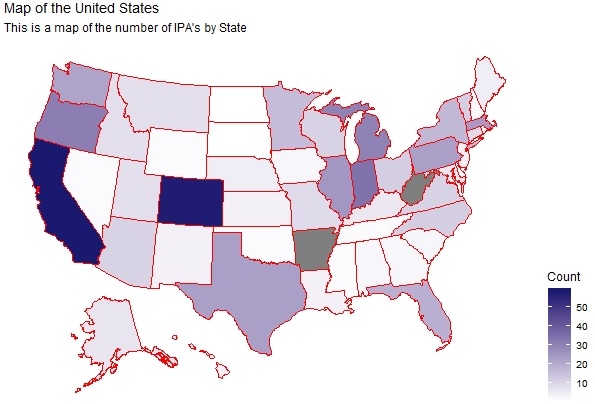 Map of the United States
This is a map of the number of IPA's by State
Count
50
40
30
20
10